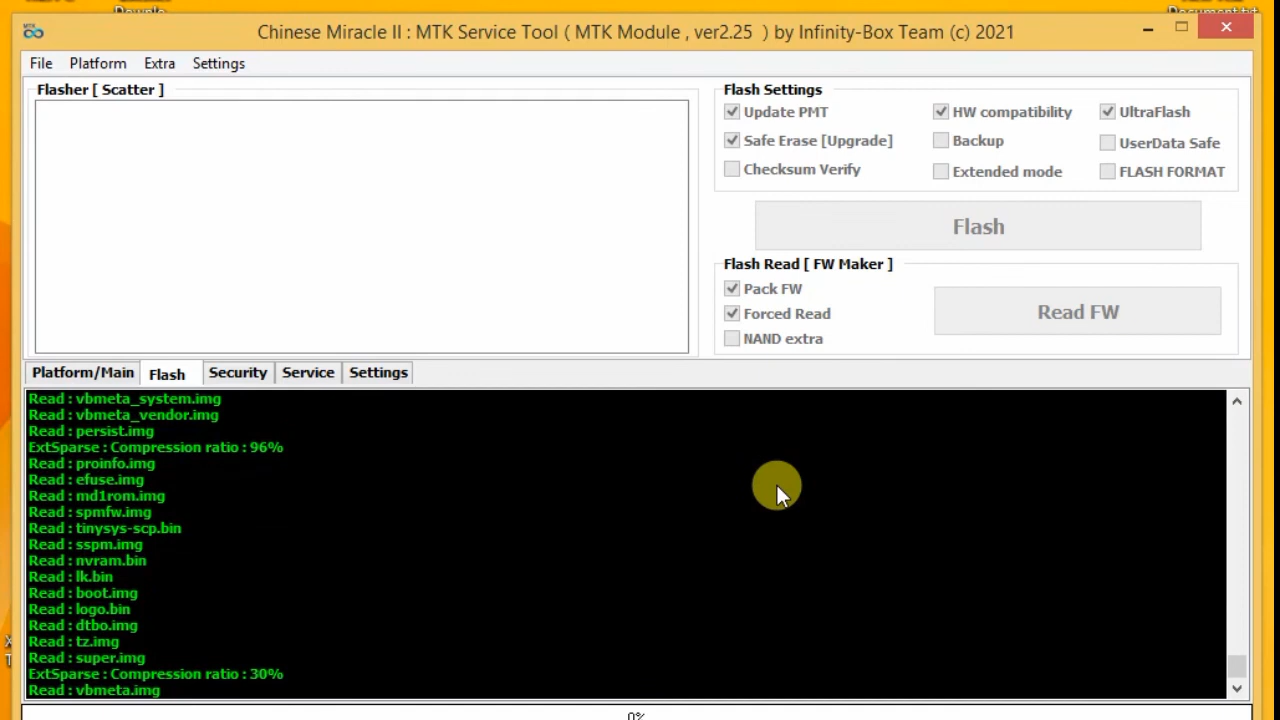 Chinese Miracle II : MTK Service Tool ( MTK Module , ver2.25 ) by Infinity-Box Team (c) 2021
File Platform Extra Settings
Flasher [ Scatter ]
Flash Settings
Update PMT HW compatibility UltraFlash
Safe Erase [Upgrade] Backup UserData Safe
Checksum Verify Extended mode FLASH FORMAT
Flash
Flash Read [ FW Maker ]
Pack FW
Forced Read
NAND extra
Read FW
Platform/Main Flash Security Service Settings
Read : vbmeta_system.img
Read : vbmeta_vendor.img
Read : persist.img
ExtSparse : Compression ratio : 96%
Read : proinfo.img
Read : efuse.img
Read : md1rom.img
Read : spmfw.img
Read : tinysys-scp.bin
Read : sspm.img
Read : nvram.bin
Read : lk.bin
Read : boot.img
Read : logo.bin
Read : dtbo.img
Read : tz.img
Read : super.img
ExtSparse : Compression ratio : 30%
Read : vbmeta.img
0%